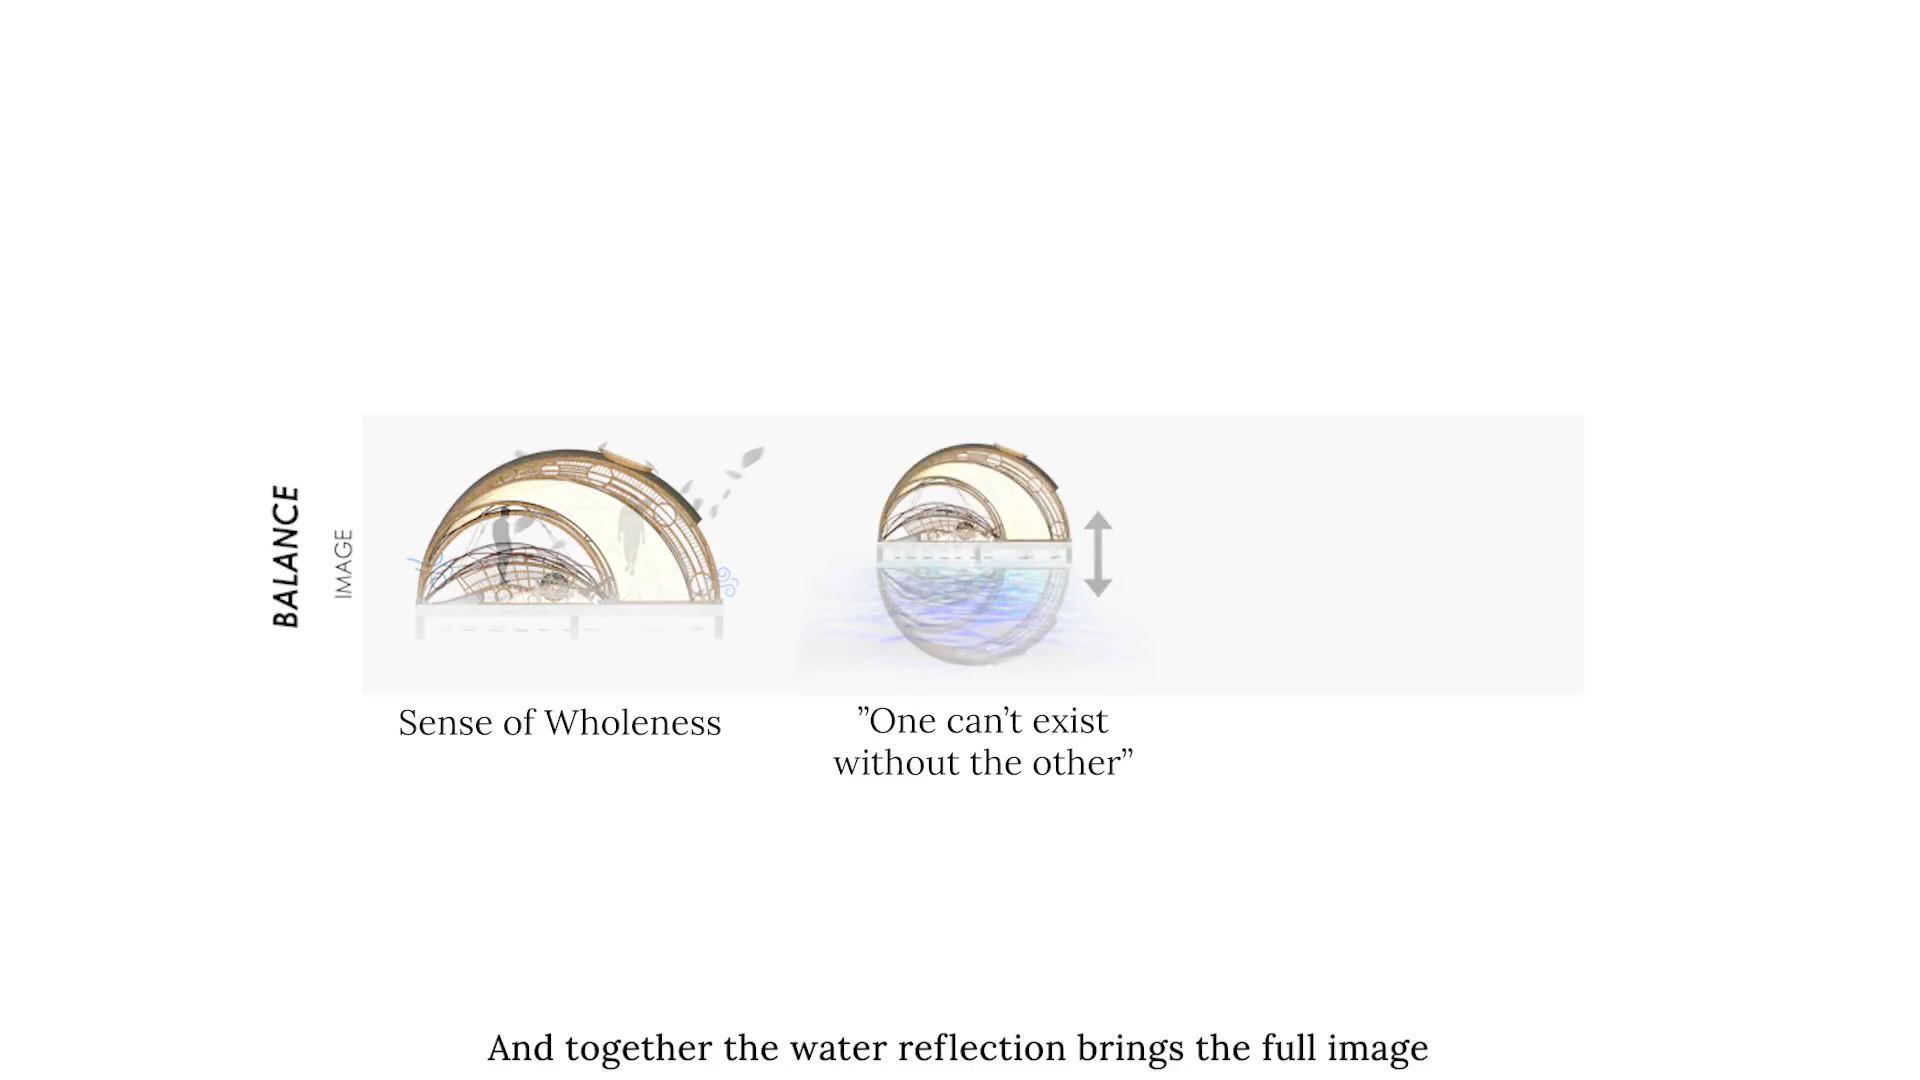 BALANCE
IMAGE
Sense of Wholeness
”One can’t exist
without the other”
And together the water reflection brings the full image